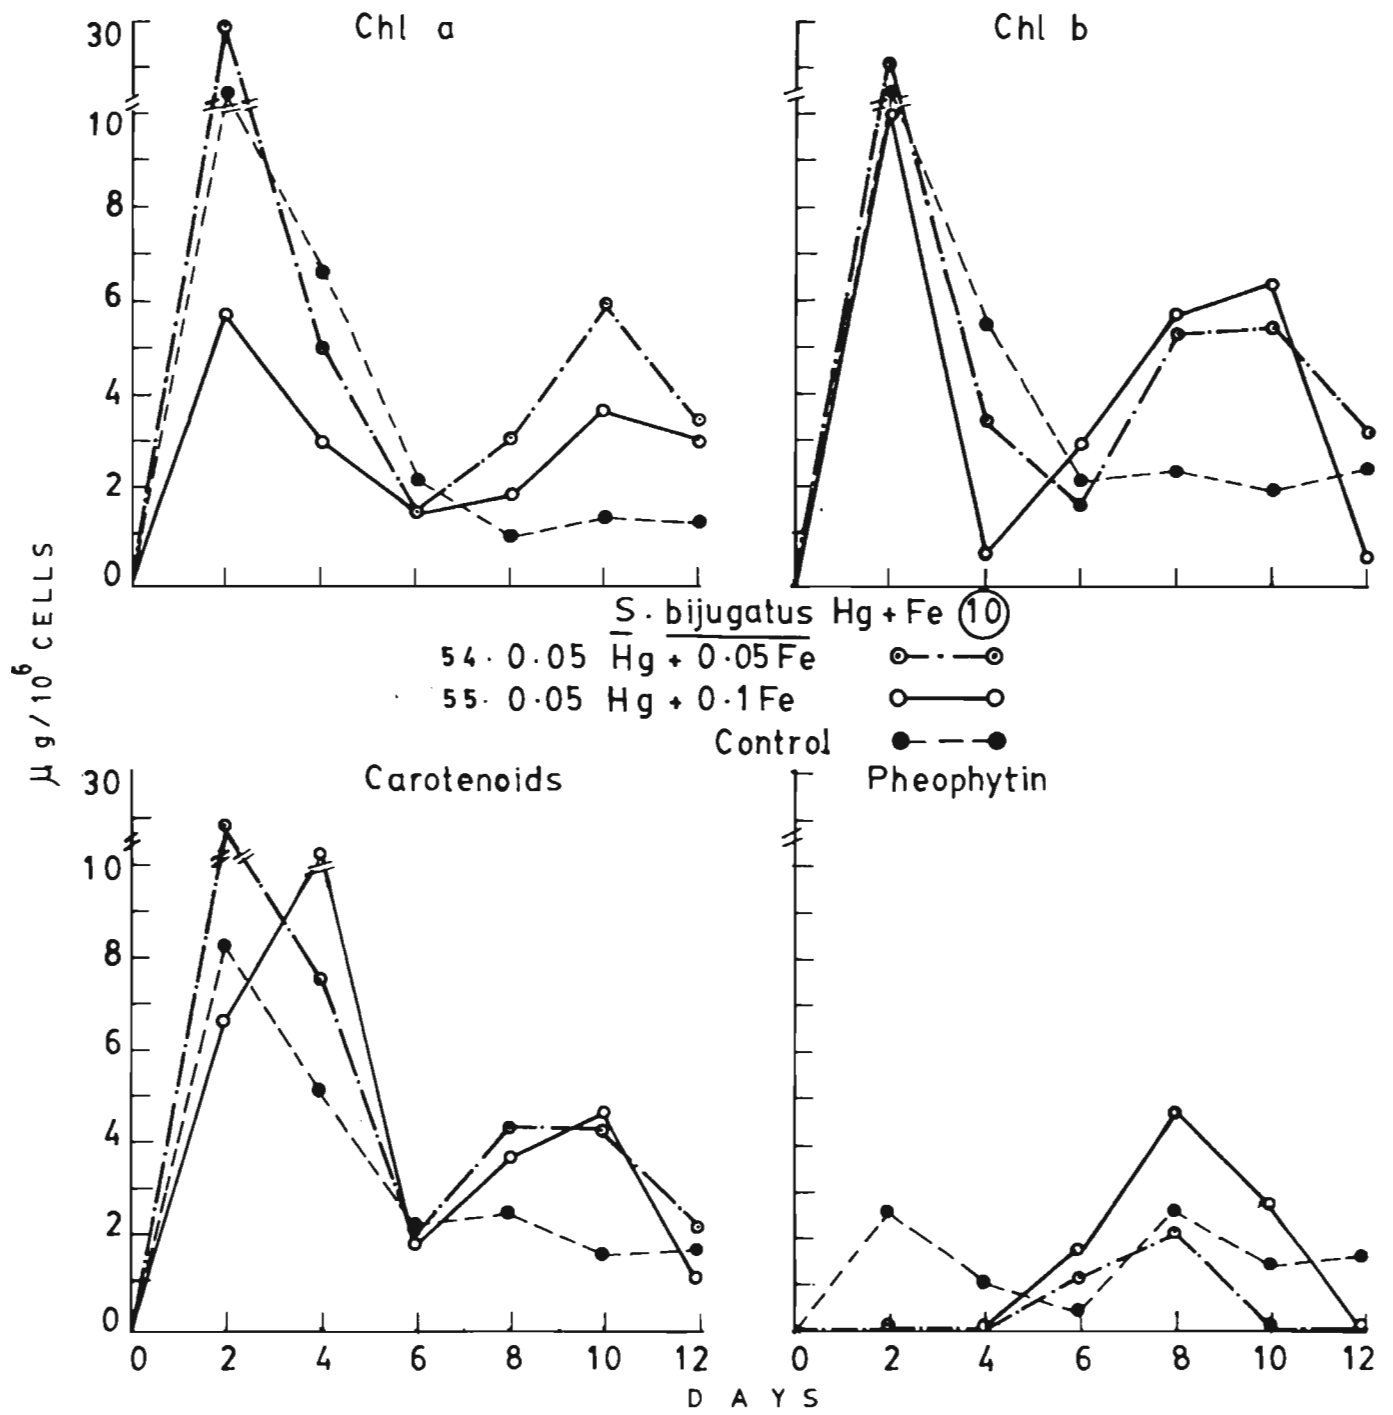 Chl a
Chl b
30
10
8
6
4
2
0
S. bijugatus Hg + Fe 10
54. 0.05 Hg + 0.05 Fe
55. 0.05 Hg + 0.1 Fe
Control
µg/10⁶ CELLS
Carotenoids
Pheophytin
30
10
8
6
4
2
0
0 2 4 6 8 10 12
0 2 4 6 8 10 12
DAYS